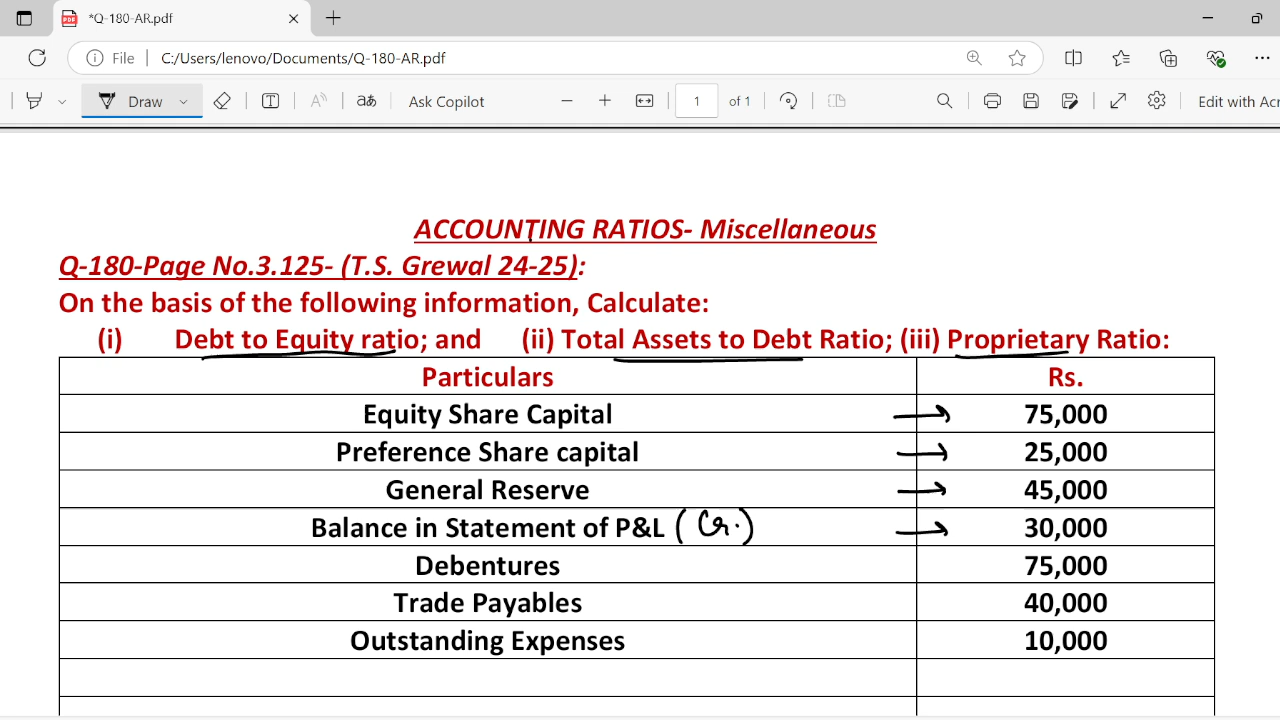 *Q-180-AR.pdf
File C:/Users/lenovo/Documents/Q-180-AR.pdf
Draw Ask Copilot 1 of 1 Edit with Acr
ACCOUNTING RATIOS- Miscellaneous
Q-180-Page No.3.125- (T.S. Grewal 24-25):
On the basis of the following information, Calculate:
(i) Debt to Equity ratio; and (ii) Total Assets to Debt Ratio; (iii) Proprietary Ratio:
Particulars Rs.
Equity Share Capital 75,000
Preference Share capital 25,000
General Reserve 45,000
Balance in Statement of P&L (Cr.) 30,000
Debentures 75,000
Trade Payables 40,000
Outstanding Expenses 10,000